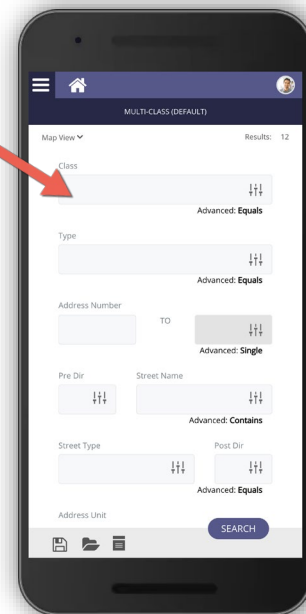 MULTI-CLASS (DEFAULT)
Map View Results: 12
Class
Advanced: Equals
Type
Advanced: Equals
Address Number
TO
Advanced: Single
Pre Dir Street Name
Advanced: Contains
Street Type Post Dir
Advanced: Equals
Address Unit
SEARCH